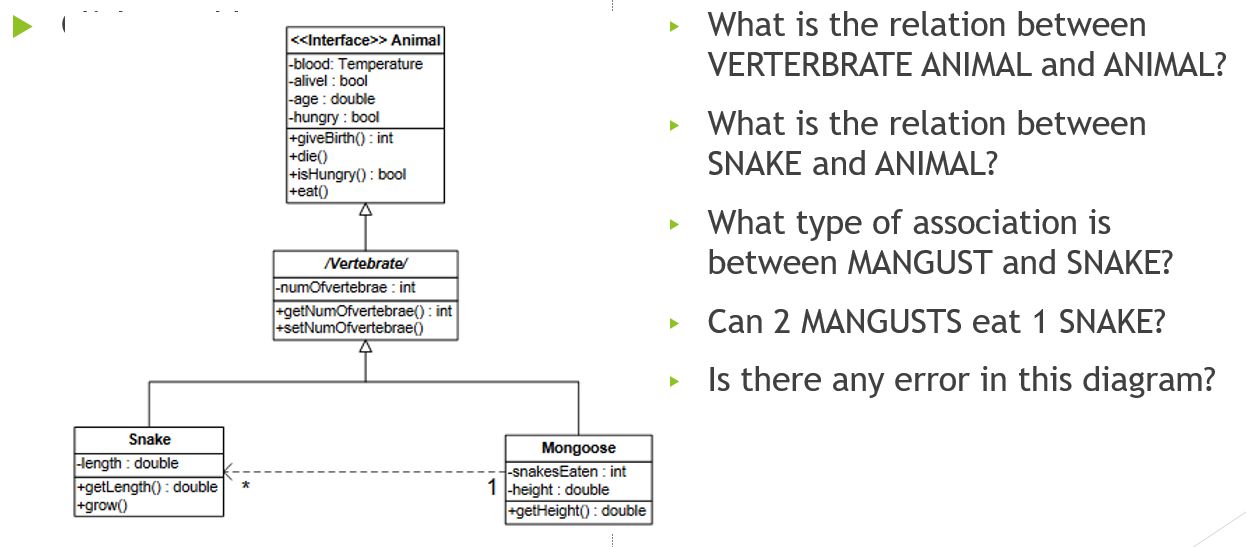 <<Interface>> Animal
-blood: Temperature
-alivel : bool
-age : double
-hungry : bool
+giveBirth() : int
+die()
+isHungry() : bool
+eat()
/Vertebrate/
-numOfvertebrae : int
+getNumOfvertebrae() : int
+setNumOfvertebrae()
Snake
-length : double
+getLength() : double
+grow()
*
1
Mongoose
-snakesEaten : int
-height : double
+getHeight() : double
What is the relation between
VERTERBRATE ANIMAL and ANIMAL?
What is the relation between
SNAKE and ANIMAL?
What type of association is
between MANGUST and SNAKE?
Can 2 MANGUSTS eat 1 SNAKE?
Is there any error in this diagram?